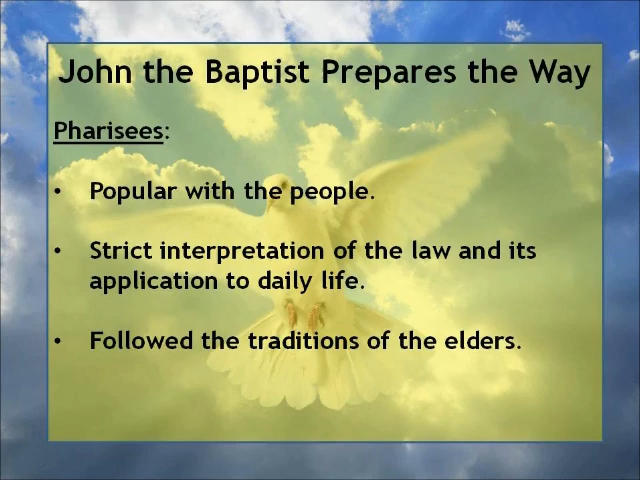 John the Baptist Prepares the Way
Pharisees:
• Popular with the people.
• Strict interpretation of the law and its
application to daily life.
• Followed the traditions of the elders.